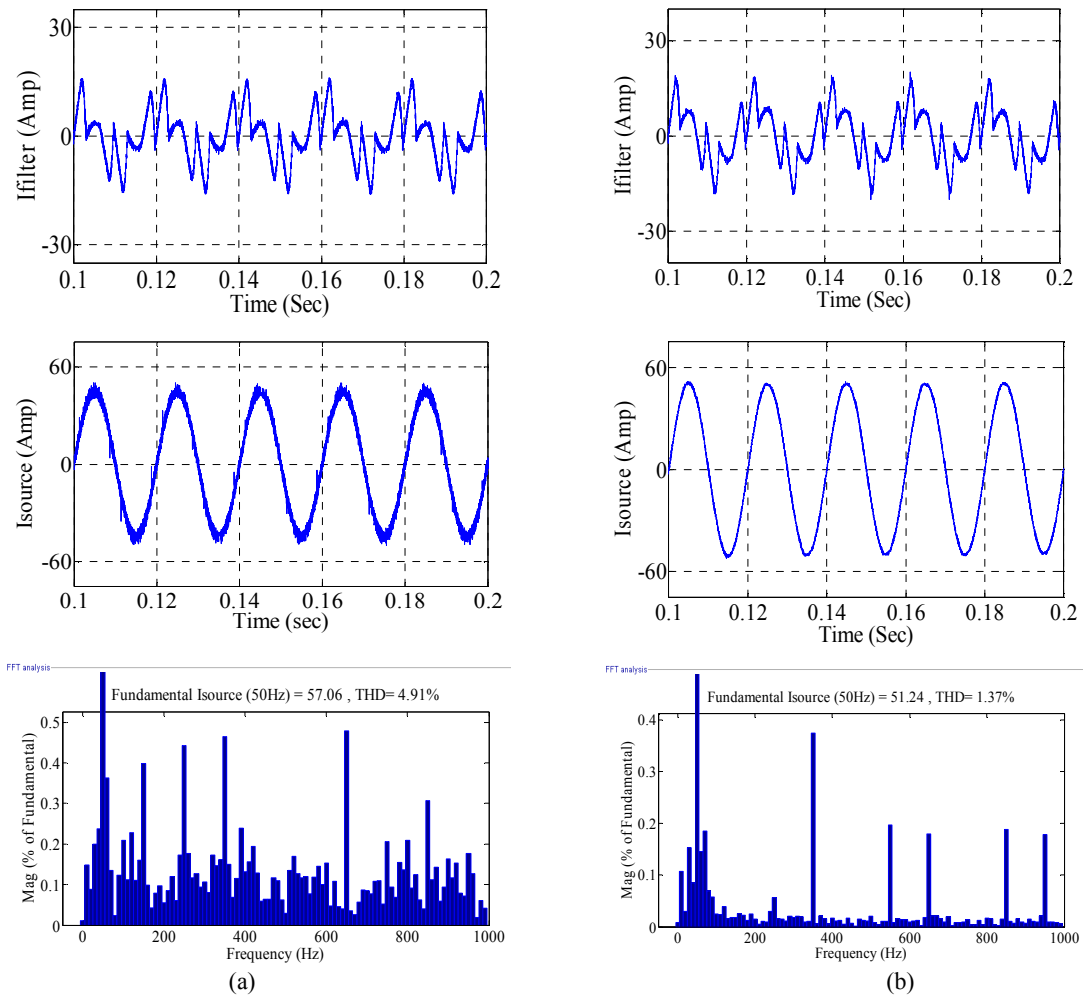 30
0
-30
Ifilter (Amp)
0.1 0.12 0.14 0.16 0.18 0.2
Time (Sec)
60
0
-60
Isource (Amp)
0.1 0.12 0.14 0.16 0.18 0.2
Time (sec)
FFT analysis
Fundamental Isource (50Hz) = 57.06 , THD= 4.91%
0.5
0.4
0.3
0.2
0.1
0
Mag (% of Fundamental)
0 200 400 600 800 1000
Frequency (Hz)
(a)
30
0
-30
Ifilter (Amp)
0.1 0.12 0.14 0.16 0.18 0.2
Time (Sec)
60
0
-60
Isource (Amp)
0.1 0.12 0.14 0.16 0.18 0.2
Time (Sec)
FFT analysis
Fundamental Isource (50Hz) = 51.24 , THD= 1.37%
0.4
0.3
0.2
0.1
0
Mag (% of Fundamental)
0 200 400 600 800 1000
Frequency (Hz)
(b)